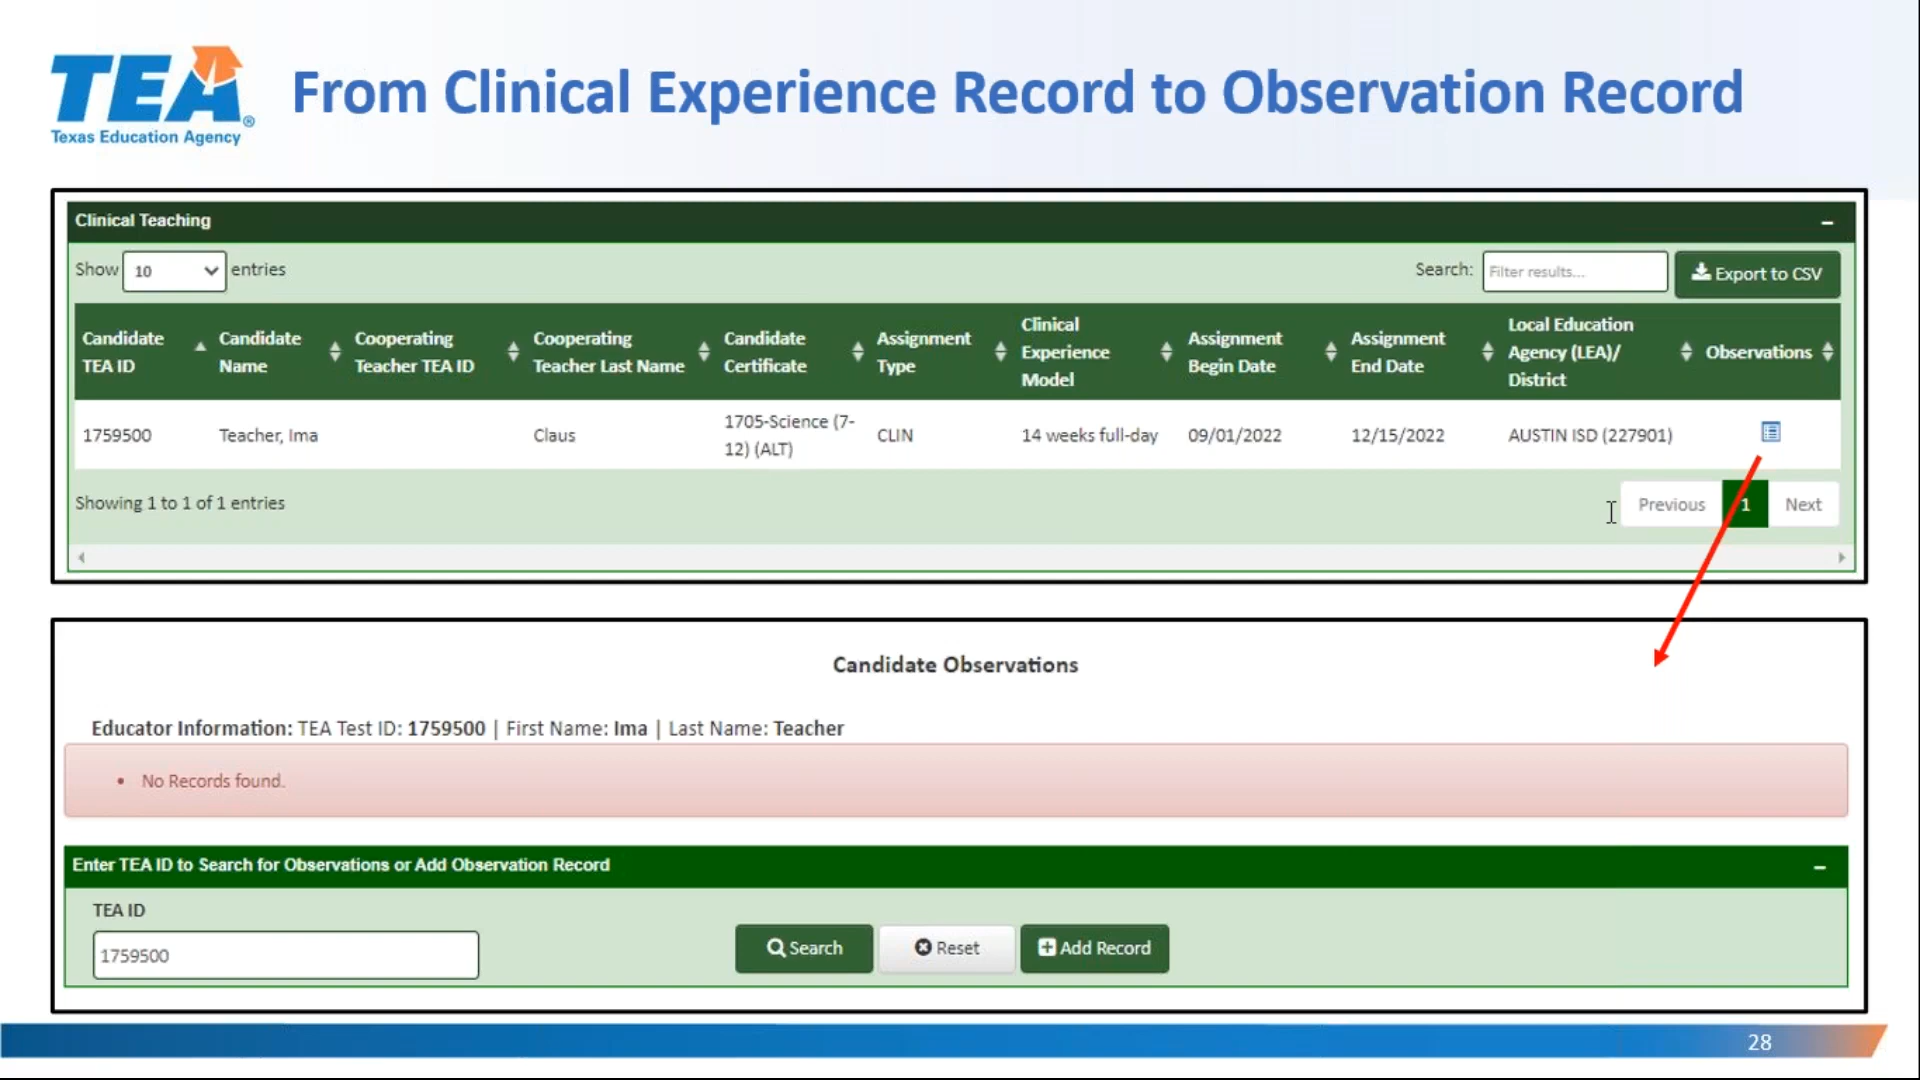 TEA®
Texas Education Agency
From Clinical Experience Record to Observation Record
Clinical Teaching
Show 10 entries
Search: Filter results... Export to CSV
Candidate TEA ID
Candidate Name
Cooperating Teacher TEA ID
Cooperating Teacher Last Name
Candidate Certificate
Assignment Type
Clinical Experience Model
Assignment Begin Date
Assignment End Date
Local Education Agency (LEA)/ District
Observations
1759500 Teacher, Ima Claus 1705-Science (7-12) (ALT) CLIN 14 weeks full-day 09/01/2022 12/15/2022 AUSTIN ISD (227901)
Showing 1 to 1 of 1 entries
Previous 1 Next
Candidate Observations
Educator Information: TEA Test ID: 1759500 | First Name: Ima | Last Name: Teacher
• No Records found.
Enter TEA ID to Search for Observations or Add Observation Record
TEA ID
1759500
Search Reset Add Record
28